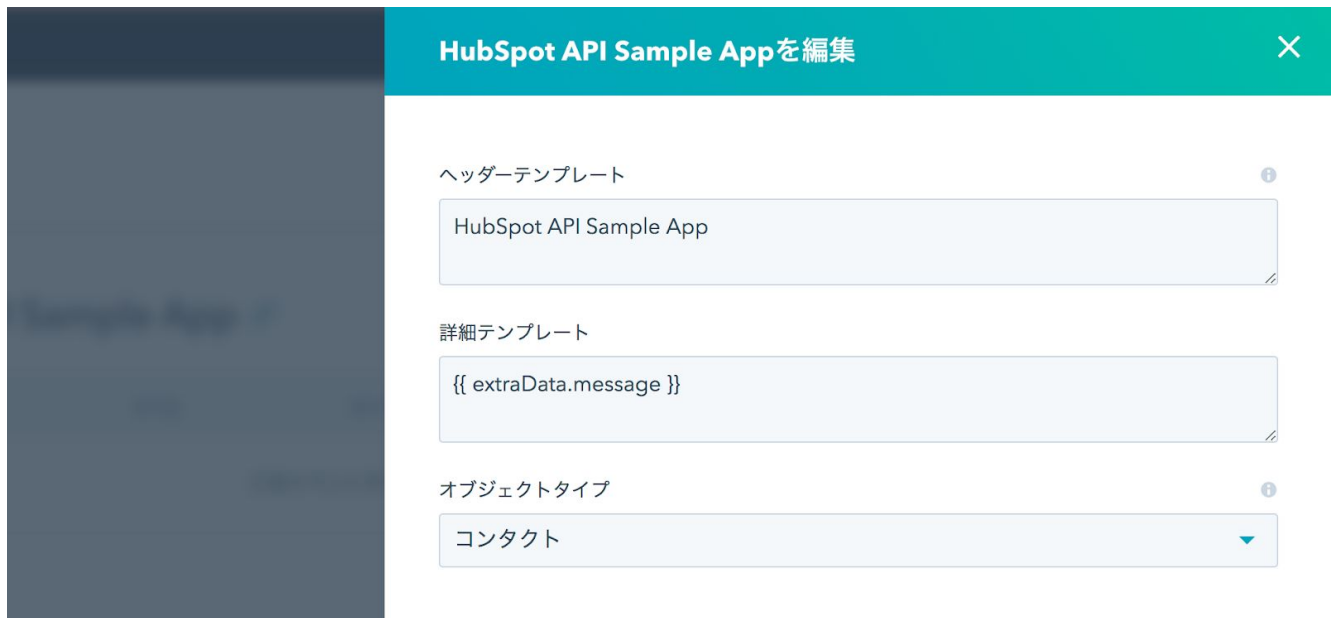 HubSpot API Sample Appを編集
ヘッダーテンプレート
HubSpot API Sample App
詳細テンプレート
{{ extraData.message }}
オブジェクトタイプ
コンタクト
Sample App